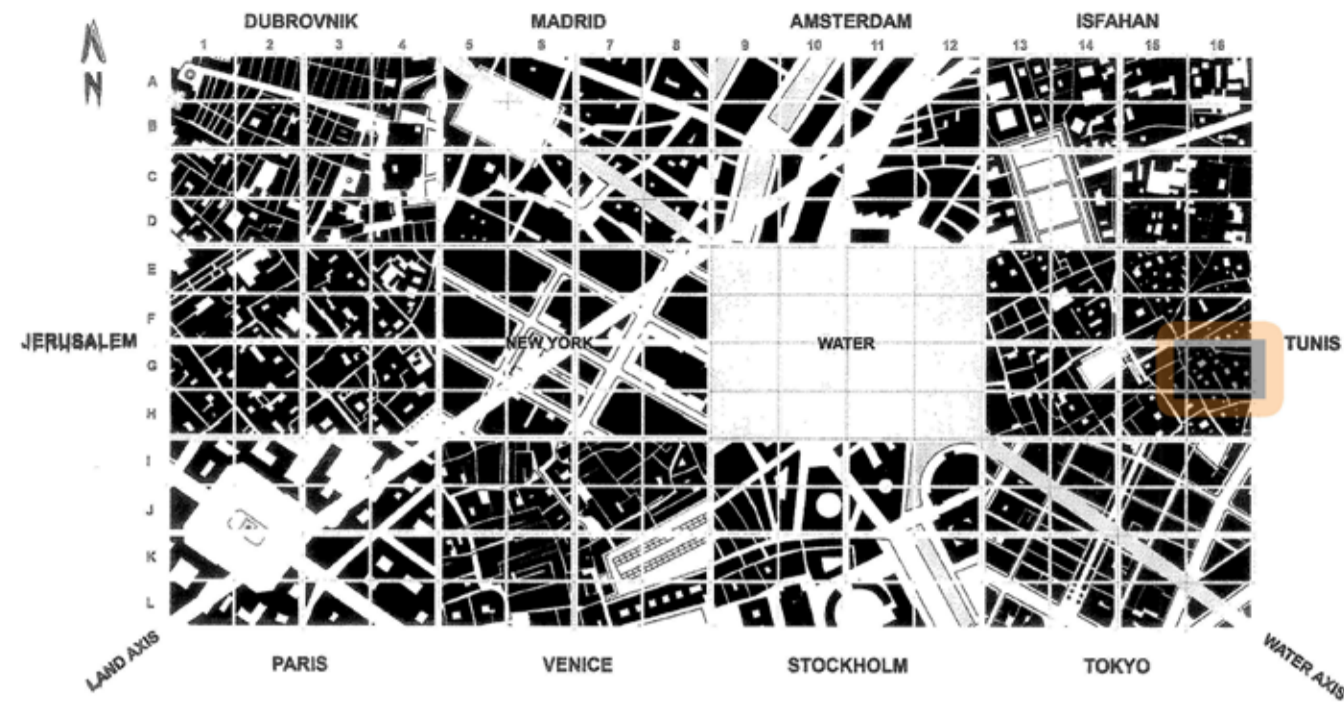 DUBROVNIK MADRID AMSTERDAM ISFAHAN
1 2 3 4 5 6 7 8 9 10 11 12 13 14 15 16
N
A
B
C
D
E
F
JERUSALEM NEW YORK WATER TUNIS
G
H
I
J
K
L
LAND AXIS PARIS VENICE STOCKHOLM TOKYO WATER AXIS